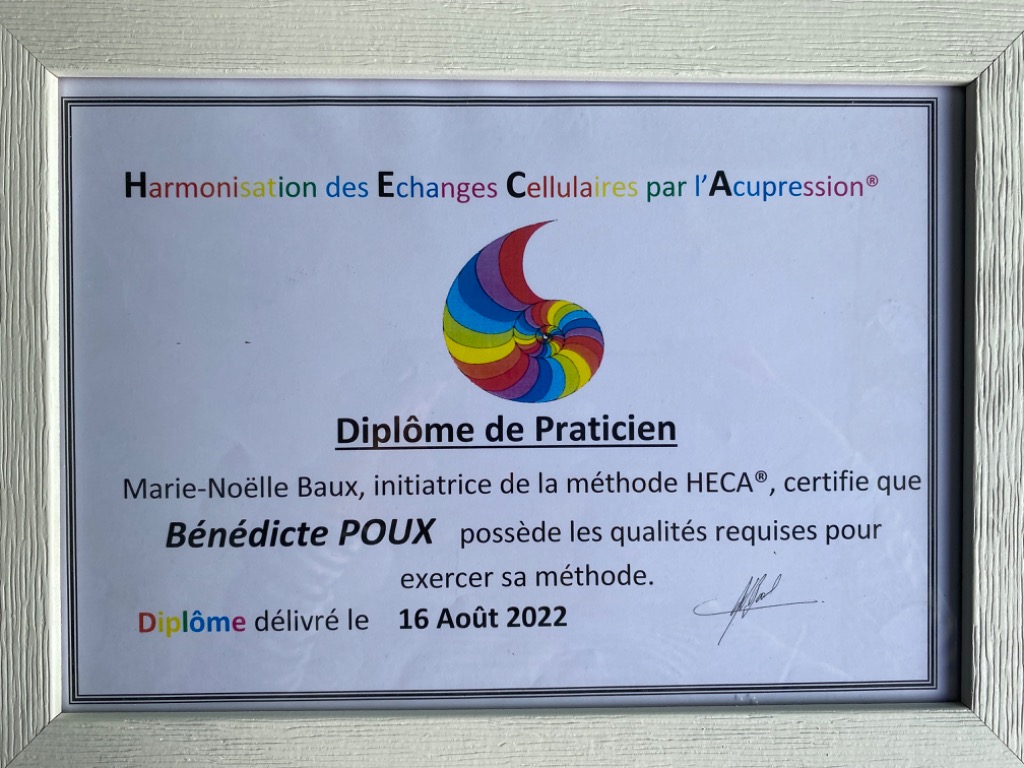 Harmonisation des Echanges Cellulaires par l'Acupression®
Diplôme de Praticien
Marie-Noëlle Baux, initiatrice de la méthode HECA®, certifie que
Bénédicte POUX possède les qualités requises pour
exercer sa méthode.
Diplôme délivré le 16 Août 2022